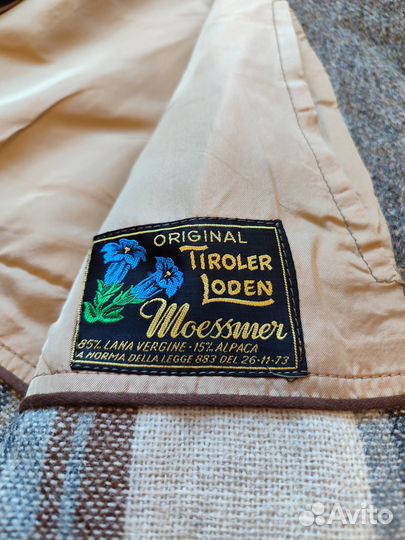 ORIGINAL
TIROLER
LODEN
Moessmer
85% LANA VERGINE - 15% ALPACA
A NORMA DELLA LEGGE 883 DEL 26-11-73
Avito